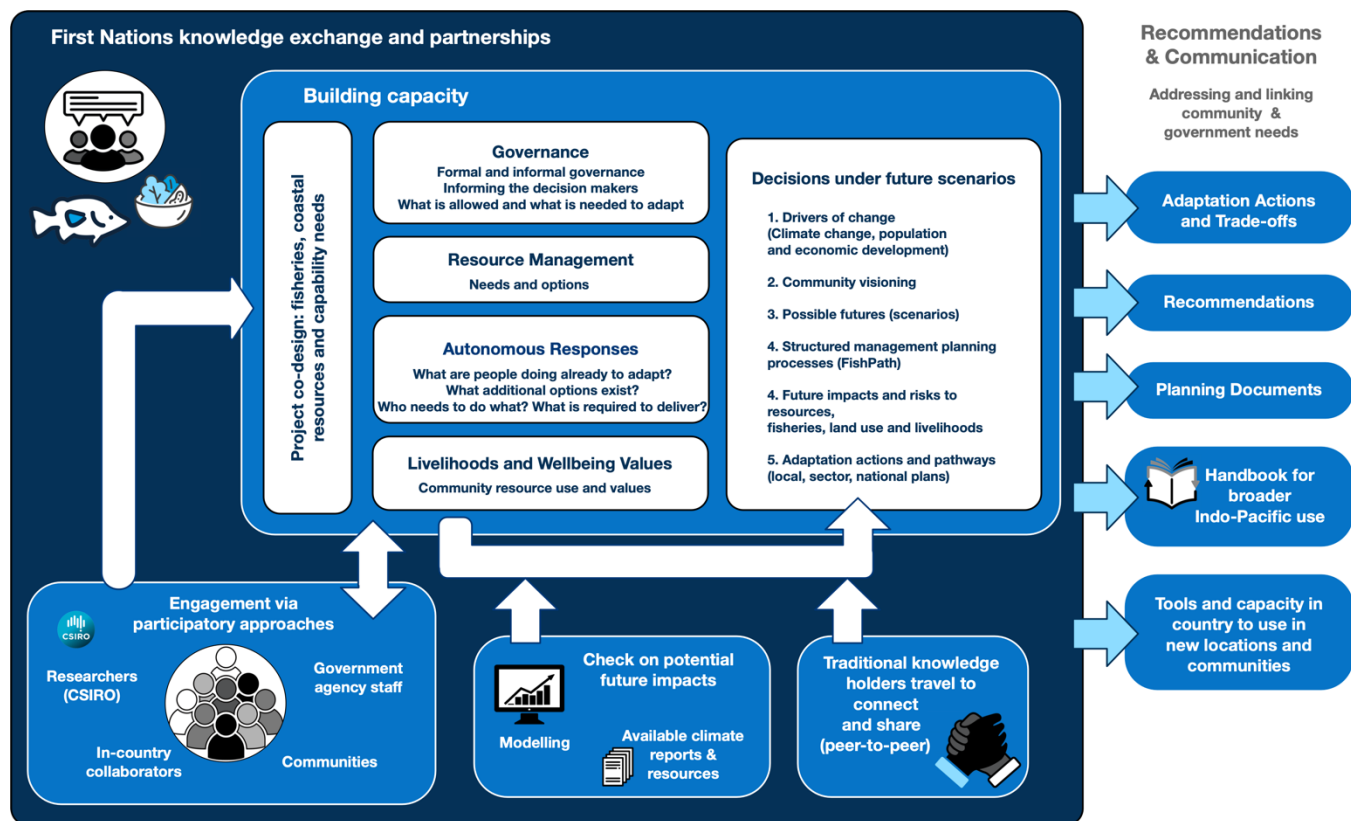 First Nations knowledge exchange and partnerships
Building capacity
Project co-design: fisheries, coastal
resources and capability needs
Governance
Formal and informal governance
Informing the decision makers
What is allowed and what is needed to adapt
Resource Management
Needs and options
Autonomous Responses
What are people doing already to adapt?
What additional options exist?
Who needs to do what? What is required to deliver?
Livelihoods and Wellbeing Values
Community resource use and values
Decisions under future scenarios
1. Drivers of change
(Climate change, population
and economic development)
2. Community visioning
3. Possible futures (scenarios)
4. Structured management planning
processes (FishPath)
4. Future impacts and risks to
resources,
fisheries, land use and livelihoods
5. Adaptation actions and pathways
(local, sector, national plans)
Engagement via
participatory approaches
CSIRO
Researchers
(CSIRO)
Government
agency staff
In-country
collaborators
Communities
Check on potential
future impacts
Modelling
Available climate
reports &
resources
Traditional knowledge
holders travel to
connect
and share
(peer-to-peer)
Recommendations
& Communication
Addressing and linking
community &
government needs
Adaptation Actions
and Trade-offs
Recommendations
Planning Documents
Handbook for
broader
Indo-Pacific use
Tools and capacity in
country to use in
new locations and
communities